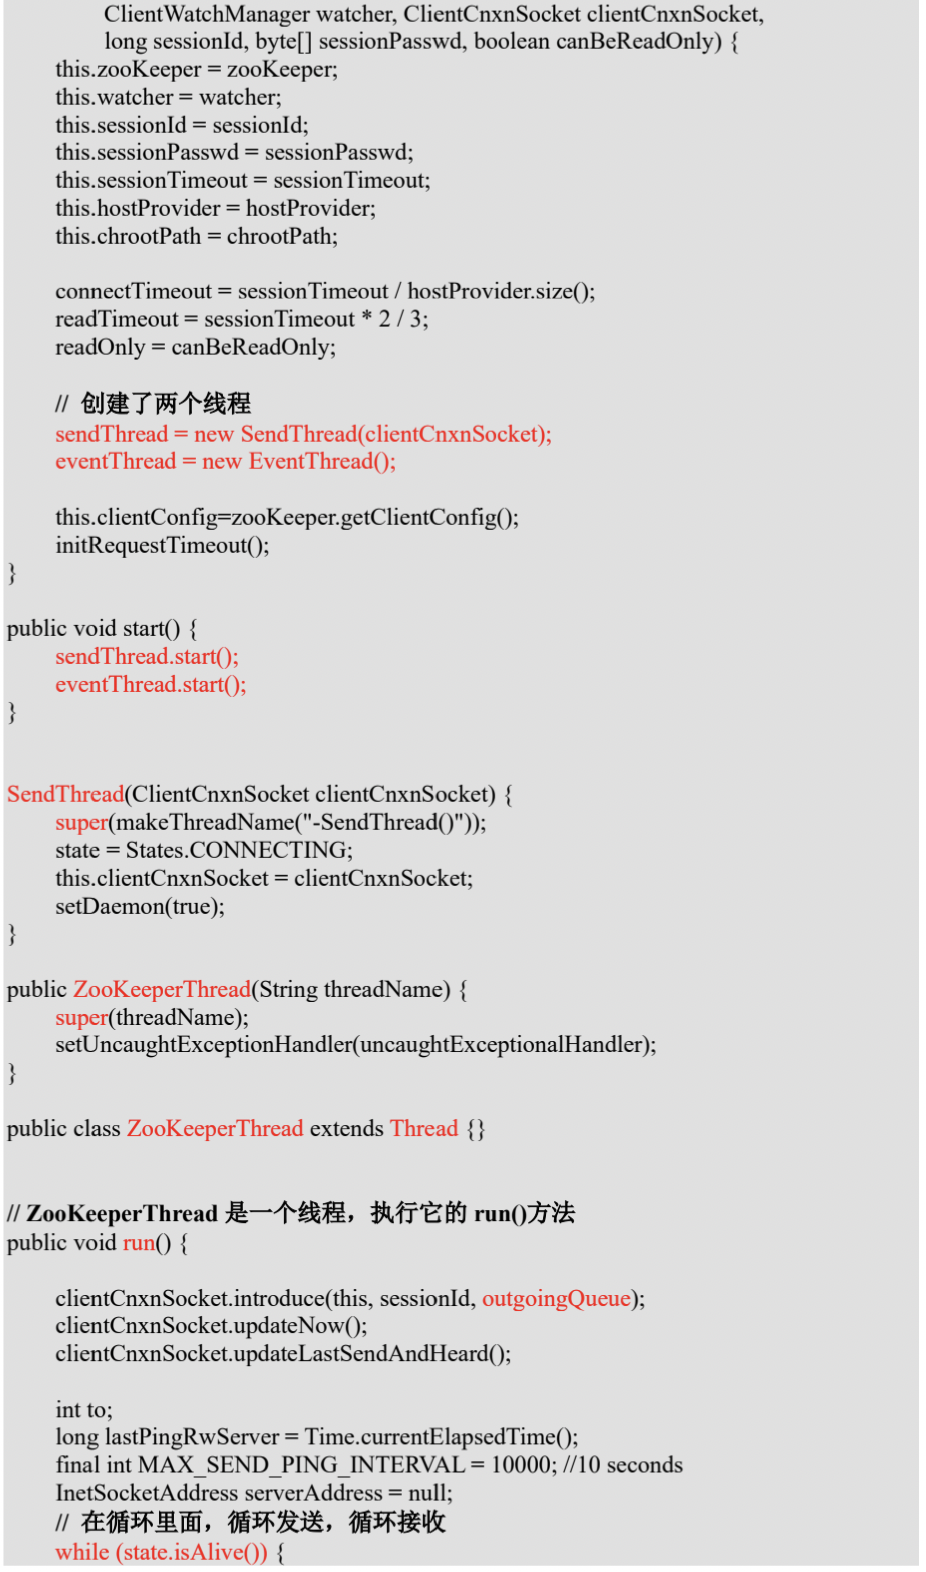 ClientWatchManager watcher, ClientCnxnSocket clientCnxnSocket,
long sessionId, byte[] sessionPasswd, boolean canBeReadOnly) {
this.zooKeeper = zooKeeper;
this.watcher = watcher;
this.sessionId = sessionId;
this.sessionPasswd = sessionPasswd;
this.sessionTimeout = sessionTimeout;
this.hostProvider = hostProvider;
this.chrootPath = chrootPath;
connectTimeout = sessionTimeout / hostProvider.size();
readTimeout = sessionTimeout * 2 / 3;
readOnly = canBeReadOnly;
// 创建了两个线程
sendThread = new SendThread(clientCnxnSocket);
eventThread = new EventThread();
this.clientConfig=zooKeeper.getClientConfig();
initRequestTimeout();
}
public void start() {
sendThread.start();
eventThread.start();
}
SendThread(ClientCnxnSocket clientCnxnSocket) {
super(makeThreadName("-SendThread()"));
state = States.CONNECTING;
this.clientCnxnSocket = clientCnxnSocket;
setDaemon(true);
}
public ZooKeeperThread(String threadName) {
super(threadName);
setUncaughtExceptionHandler(uncaughtExceptionalHandler);
}
public class ZooKeeperThread extends Thread {}
// ZooKeeperThread 是一个线程，执行它的 run()方法
public void run() {
clientCnxnSocket.introduce(this, sessionId, outgoingQueue);
clientCnxnSocket.updateNow();
clientCnxnSocket.updateLastSendAndHeard();
int to;
long lastPingRwServer = Time.currentElapsedTime();
final int MAX_SEND_PING_INTERVAL = 10000; //10 seconds
InetSocketAddress serverAddress = null;
// 在循环里面，循环发送，循环接收
while (state.isAlive()) {